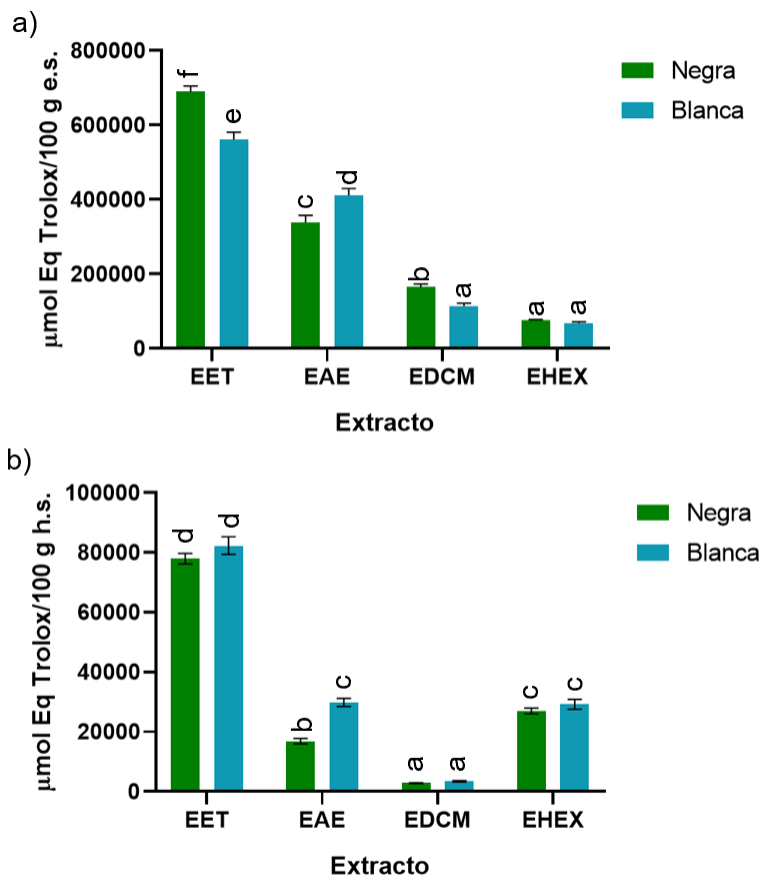 a)
μmol Eq Trolox/100 g e.s.
800000
600000
400000
200000
0
f
e
c
d
b
a
a
a
EET
EAE
EDCM
EHEX
Extracto
Negra
Blanca
b)
μmol Eq Trolox/100 g h.s.
100000
80000
60000
40000
20000
0
d
d
b
c
a
a
c
c
EET
EAE
EDCM
EHEX
Extracto
Negra
Blanca